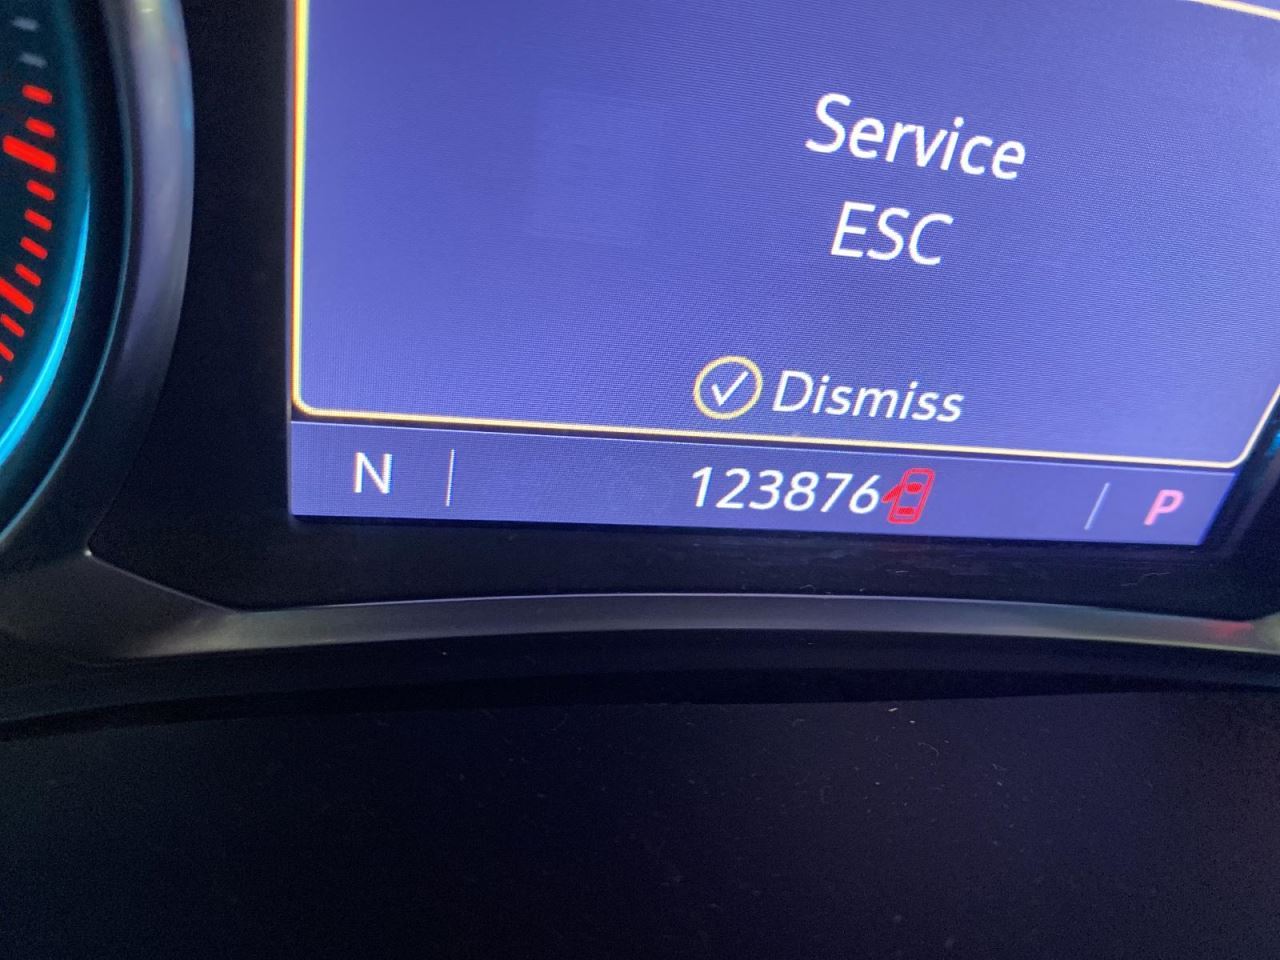 Service
ESC
Dismiss
N 123876 P